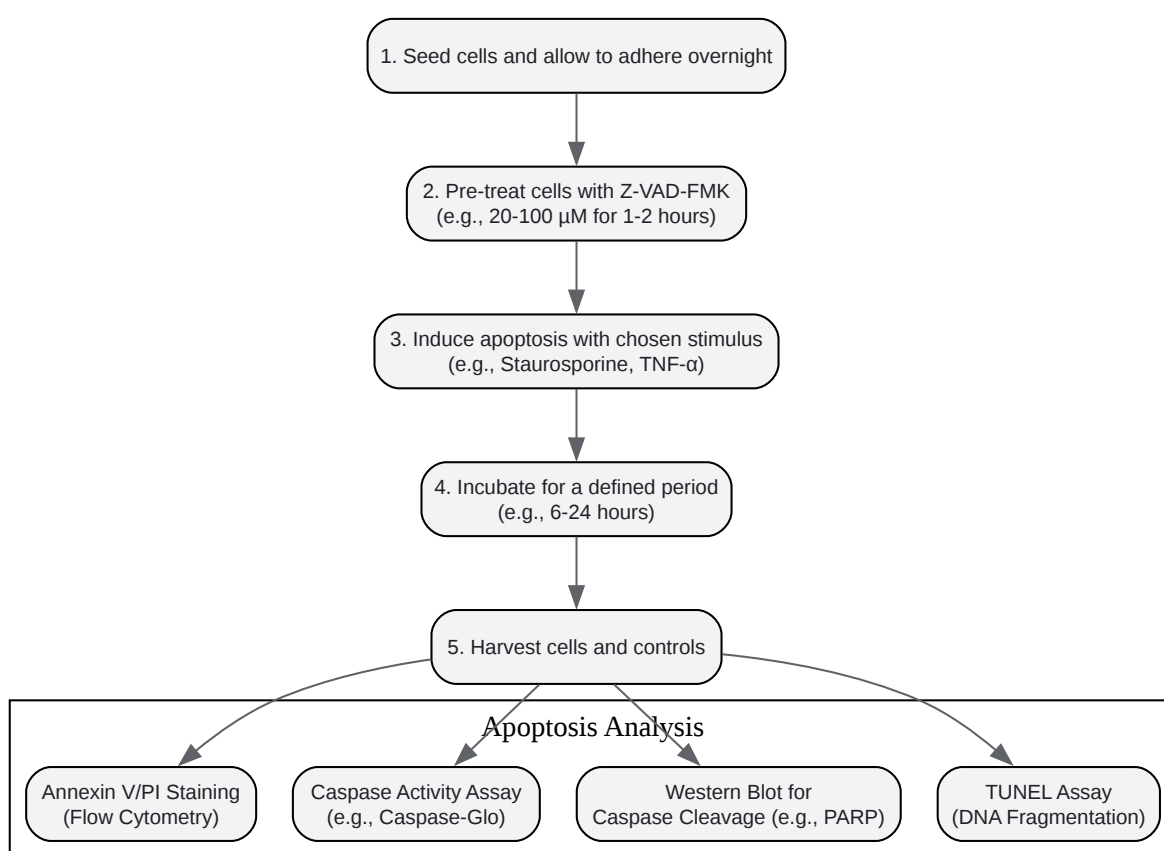 1. Seed cells and allow to adhere overnight
2. Pre-treat cells with Z-VAD-FMK
(e.g., 20-100 µM for 1-2 hours)
3. Induce apoptosis with chosen stimulus
(e.g., Staurosporine, TNF-α)
4. Incubate for a defined period
(e.g., 6-24 hours)
5. Harvest cells and controls
Apoptosis Analysis
Annexin V/PI Staining
(Flow Cytometry)
Caspase Activity Assay
(e.g., Caspase-Glo)
Western Blot for
Caspase Cleavage (e.g., PARP)
TUNEL Assay
(DNA Fragmentation)